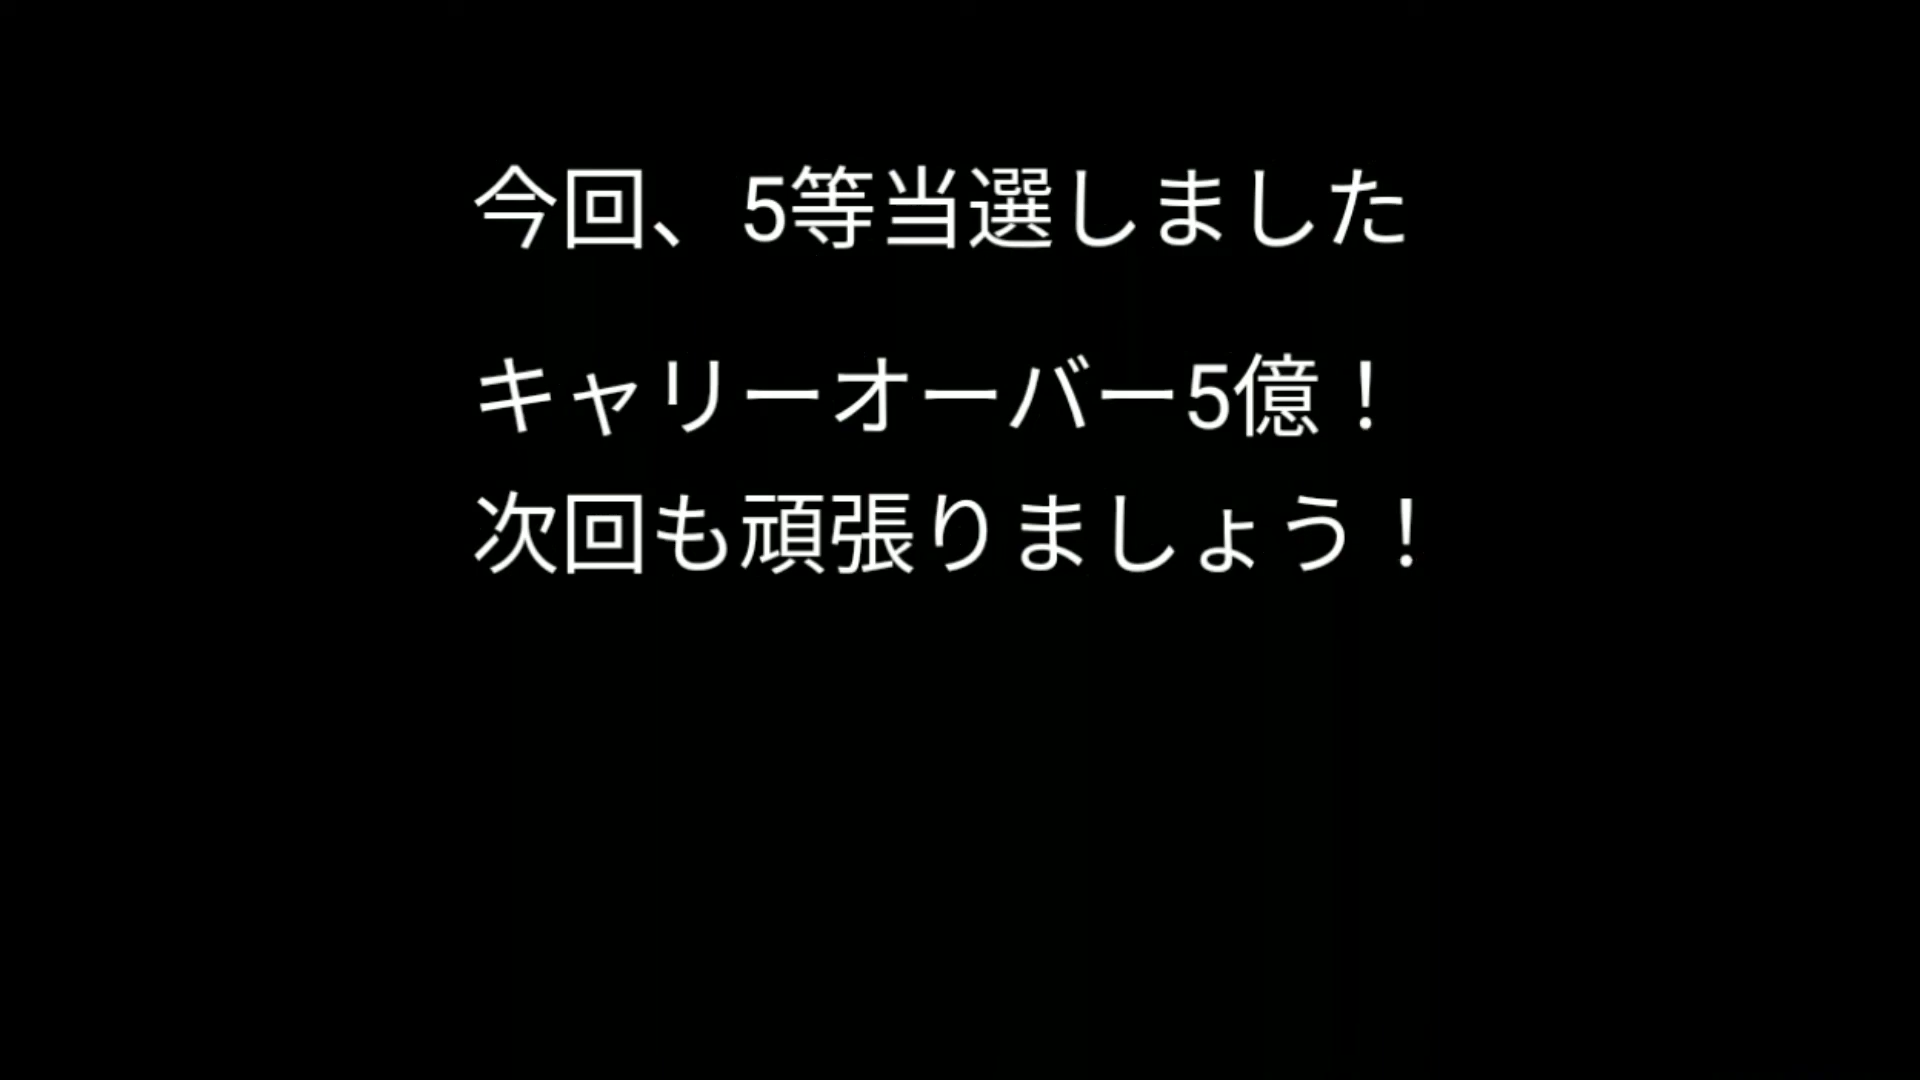 今回、5等当選しました
キャリーオーバー5億！
次回も頑張りましょう！